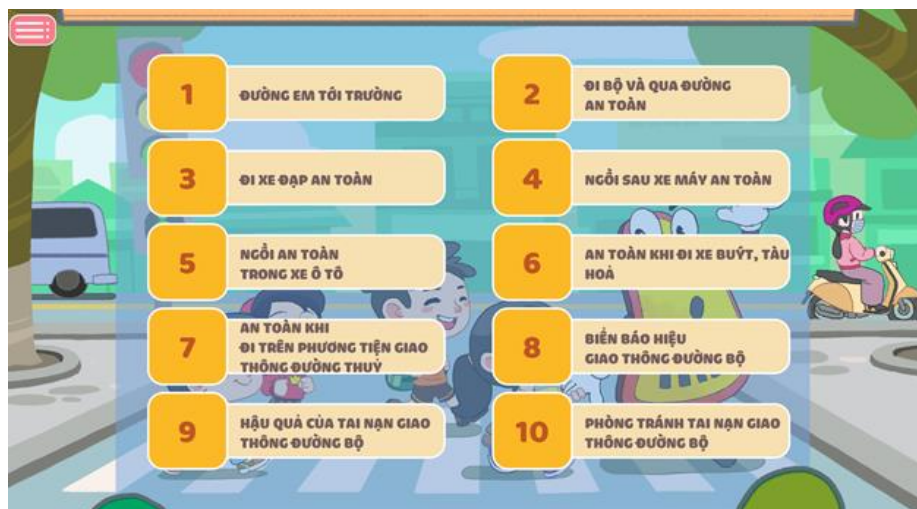 1
ĐƯỜNG EM TỚI TRƯỜNG
2
ĐI BỘ VÀ QUA ĐƯỜNG
AN TOÀN
3
ĐI XE ĐẠP AN TOÀN
4
NGỒI SAU XE MÁY AN TOÀN
5
NGỒI AN TOÀN
TRONG XE Ô TÔ
6
AN TOÀN KHI ĐI XE BUÝT, TÀU
HOẢ
7
AN TOÀN KHI
ĐI TRÊN PHƯƠNG TIỆN GIAO
THÔNG ĐƯỜNG THUỶ
8
BIỂN BÁO HIỆU
GIAO THÔNG ĐƯỜNG BỘ
9
HẬU QUẢ CỦA TAI NẠN GIAO
THÔNG ĐƯỜNG BỘ
10
PHÒNG TRÁNH TAI NẠN GIAO
THÔNG ĐƯỜNG BỘ